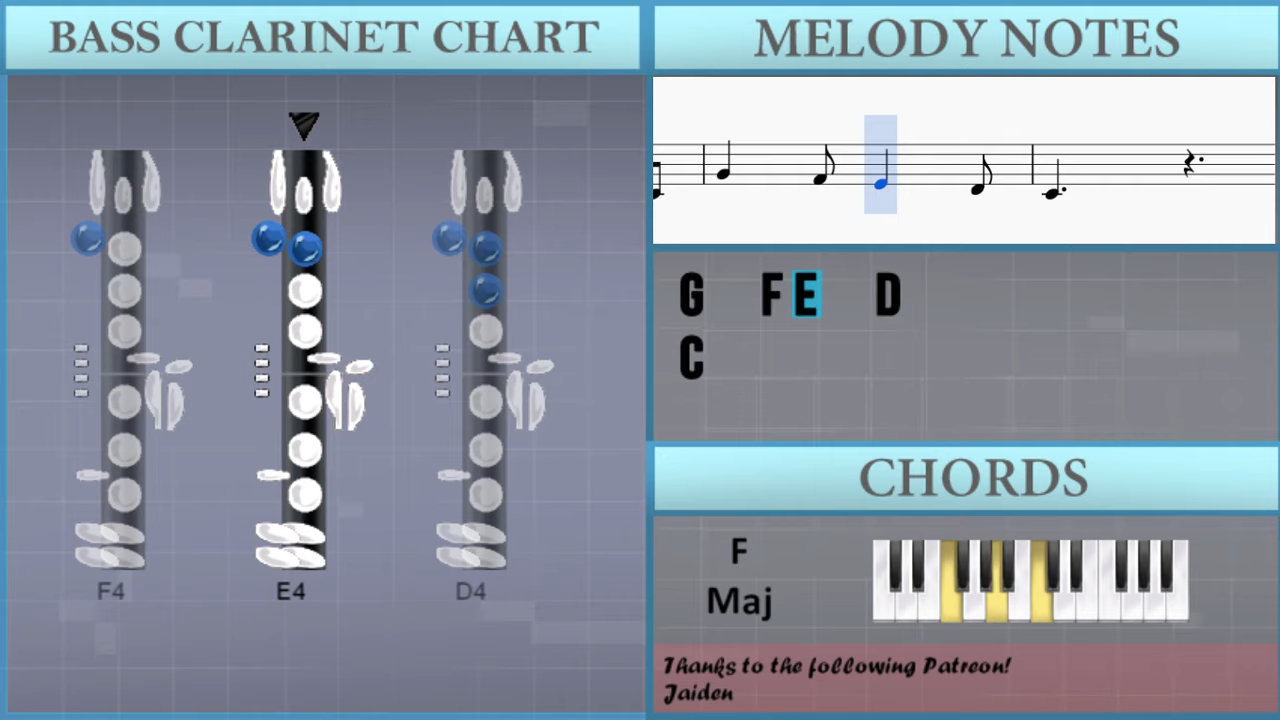 BASS CLARINET CHART
MELODY NOTES
G F E D
C
F4 E4 D4
CHORDS
F
Maj
Thanks to the following Patreon!
Jaiden